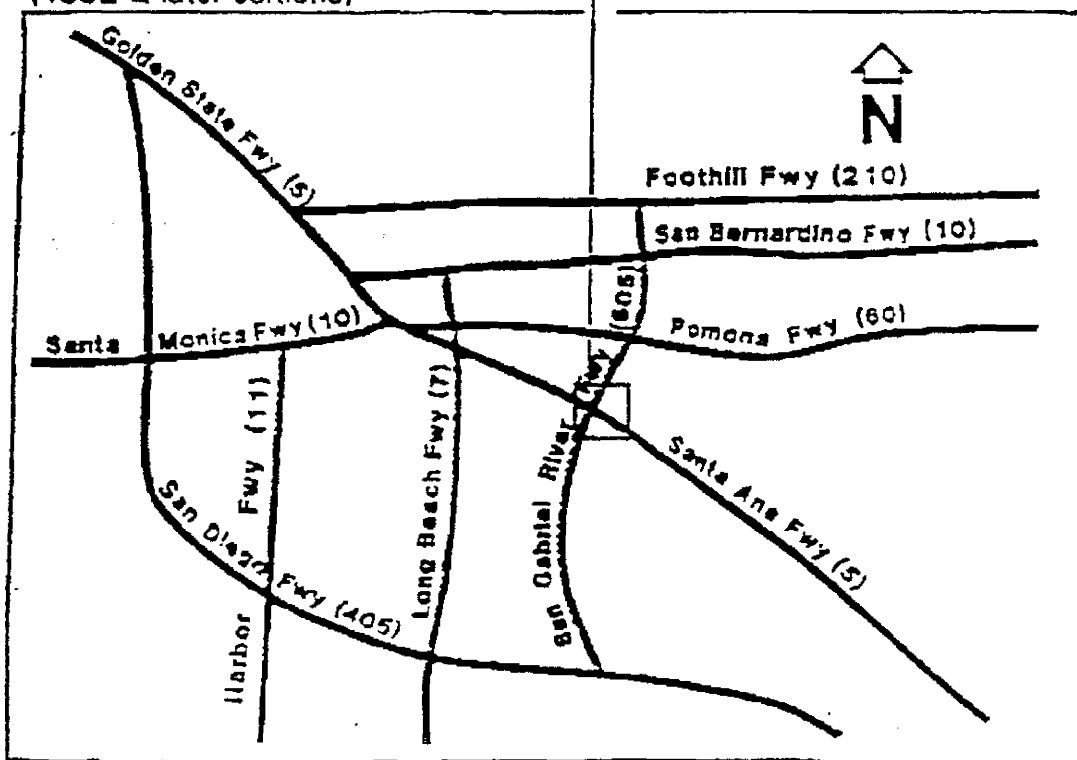 Golden State Fwy (5)
N
Foothill Fwy (210)
San Bernardino Fwy (10)
(605)
Santa Monica Fwy (10)
Pomona Fwy (60)
Fwy
Harbor Fwy (11)
Long Beach Fwy (7)
San Gabriel River
Santa Ana Fwy (5)
San Diego Fwy (405)